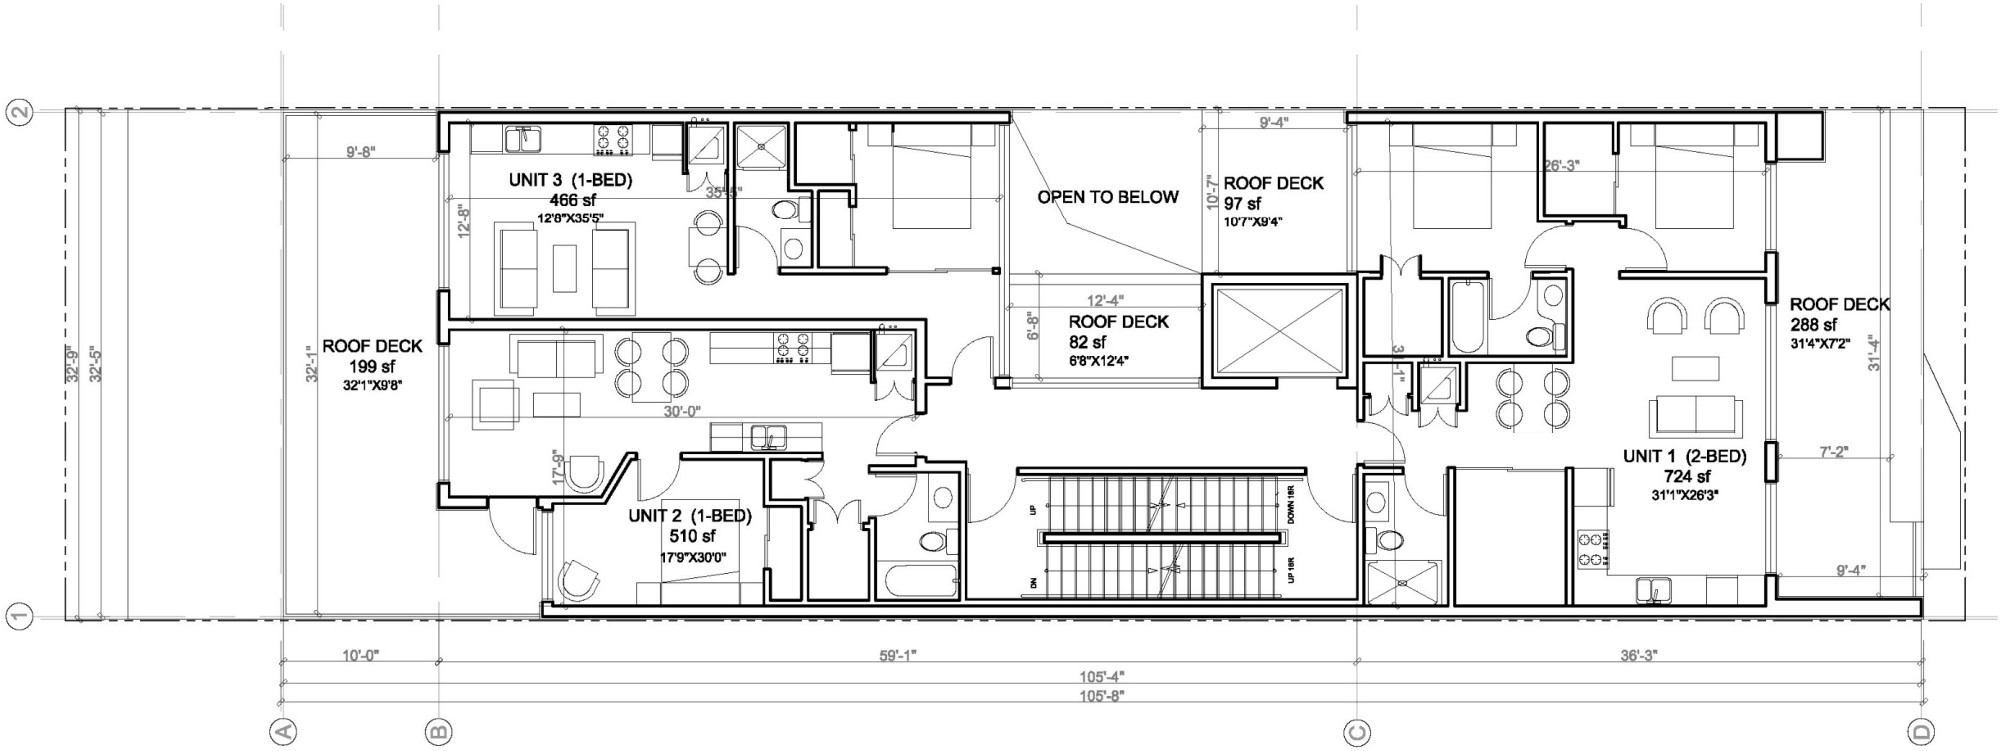 2
9'-8"
UNIT 3 (1-BED)
466 sf
12'8"X35'5"
35'-5"
12'-8"
OPEN TO BELOW
9'-4"
10'-7"
ROOF DECK
97 sf
10'7"X9'4"
26'-3"
12'-4"
6'-8"
ROOF DECK
82 sf
6'8"X12'4"
ROOF DECK
288 sf
31'4"X7'2"
31'-4"
32'-9"
32'-5"
32'-1"
ROOF DECK
199 sf
32'1"X9'8"
30'-0"
17'-9"
31'-1"
UNIT 1 (2-BED)
724 sf
31'1"X26'3"
7'-2"
UNIT 2 (1-BED)
510 sf
17'9"X30'0"
UP
DOWN 18R
DN
UP 18R
9'-4"
1
10'-0"
59'-1"
36'-3"
105'-4"
105'-8"
A
B
C
D